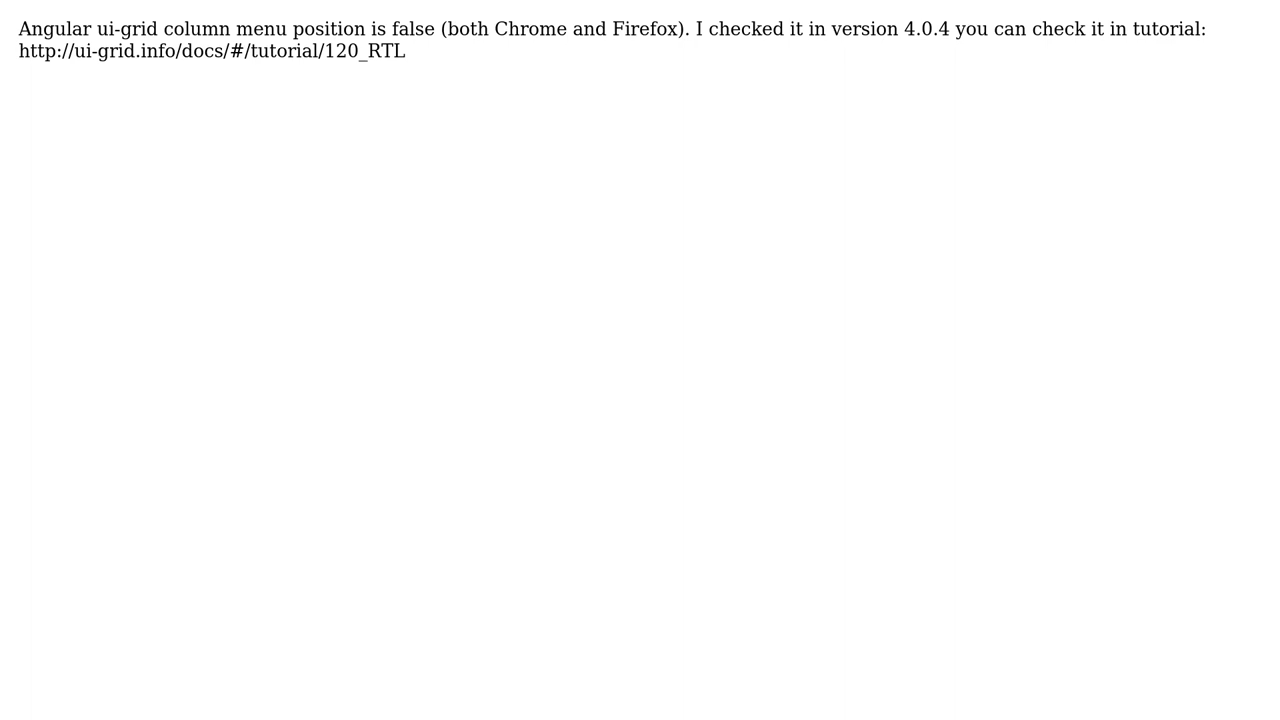 Angular ui-grid column menu position is false (both Chrome and Firefox). I checked it in version 4.0.4 you can check it in tutorial:
http://ui-grid.info/docs/#/tutorial/120_RTL